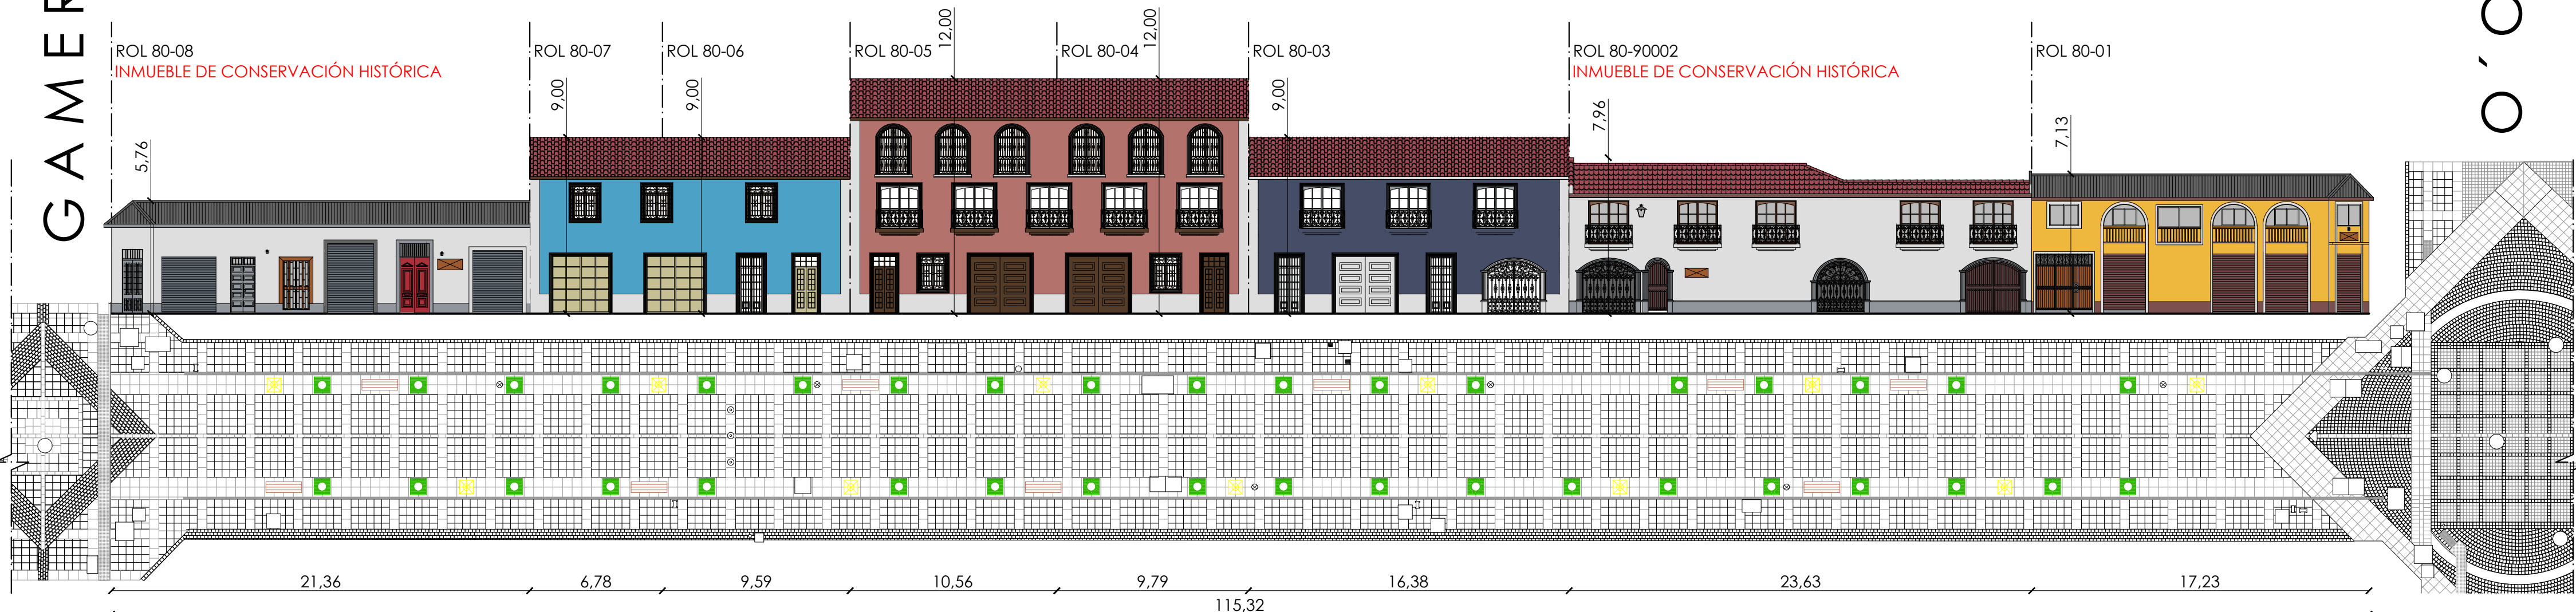 GAMER
ROL 80-08
INMUEBLE DE CONSERVACIÓN HISTÓRICA
ROL 80-07
ROL 80-06
ROL 80-05
ROL 80-04
ROL 80-03
ROL 80-90002
INMUEBLE DE CONSERVACIÓN HISTÓRICA
ROL 80-01
O´O
5,76
9,00
9,00
12,00
12,00
9,00
7,96
7,13
21,36
6,78
9,59
10,56
9,79
16,38
23,63
17,23
115,32